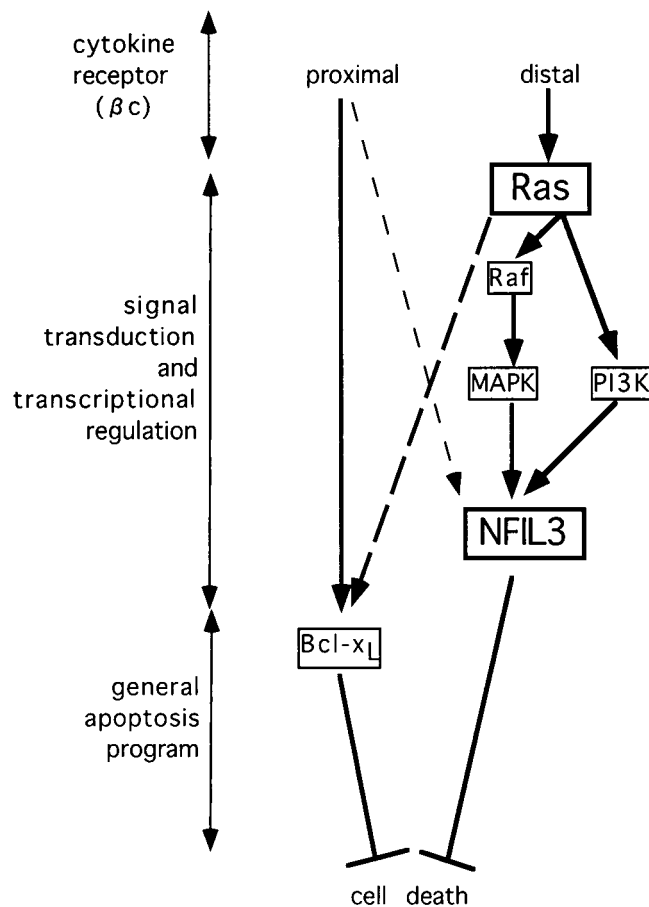 cytokine
receptor
(βc)
proximal
distal
Ras
Raf
signal
transduction
and
transcriptional
regulation
MAPK
PI3K
NFIL3
Bcl-xL
general
apoptosis
program
cell death